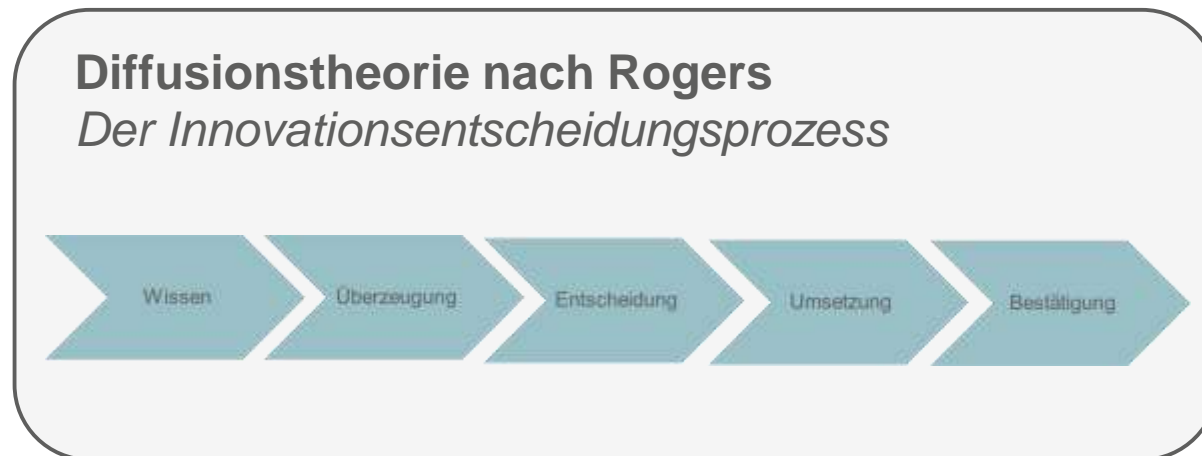 Diffusionstheorie nach Rogers
Der Innovationsentscheidungsprozess
Wissen
Überzeugung
Entscheidung
Umsetzung
Bestätigung